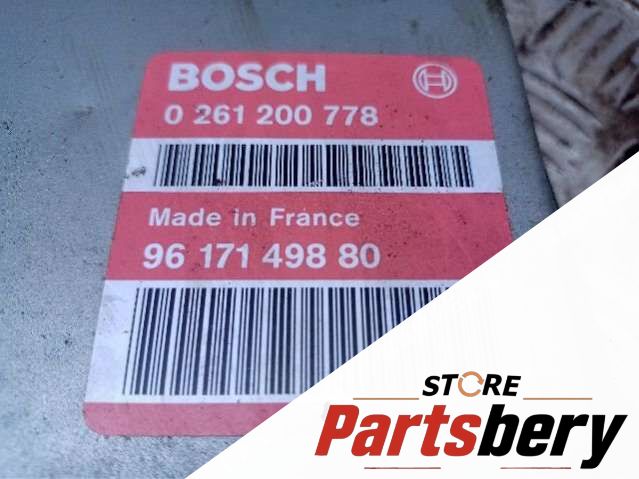 BOSCH
0 261 200 778
Made in France
96 171 498 80
STORE
Partsbery